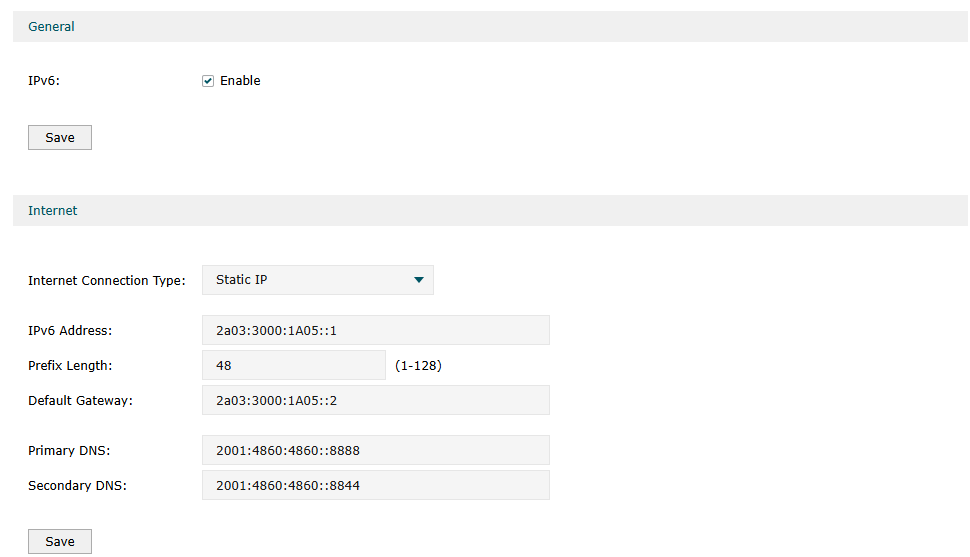 General
IPv6: Enable
Save
Internet
Internet Connection Type: Static IP
IPv6 Address: 2a03:3000:1A05::1
Prefix Length: 48 (1-128)
Default Gateway: 2a03:3000:1A05::2
Primary DNS: 2001:4860:4860::8888
Secondary DNS: 2001:4860:4860::8844
Save